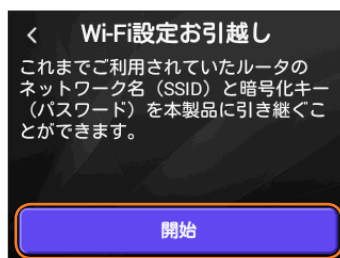 < Wi-Fi設定お引越し
これまでご利用されていたルータの
ネットワーク名（SSID）と暗号化キー
（パスワード）を本製品に引き継ぐこ
とができます。
開始